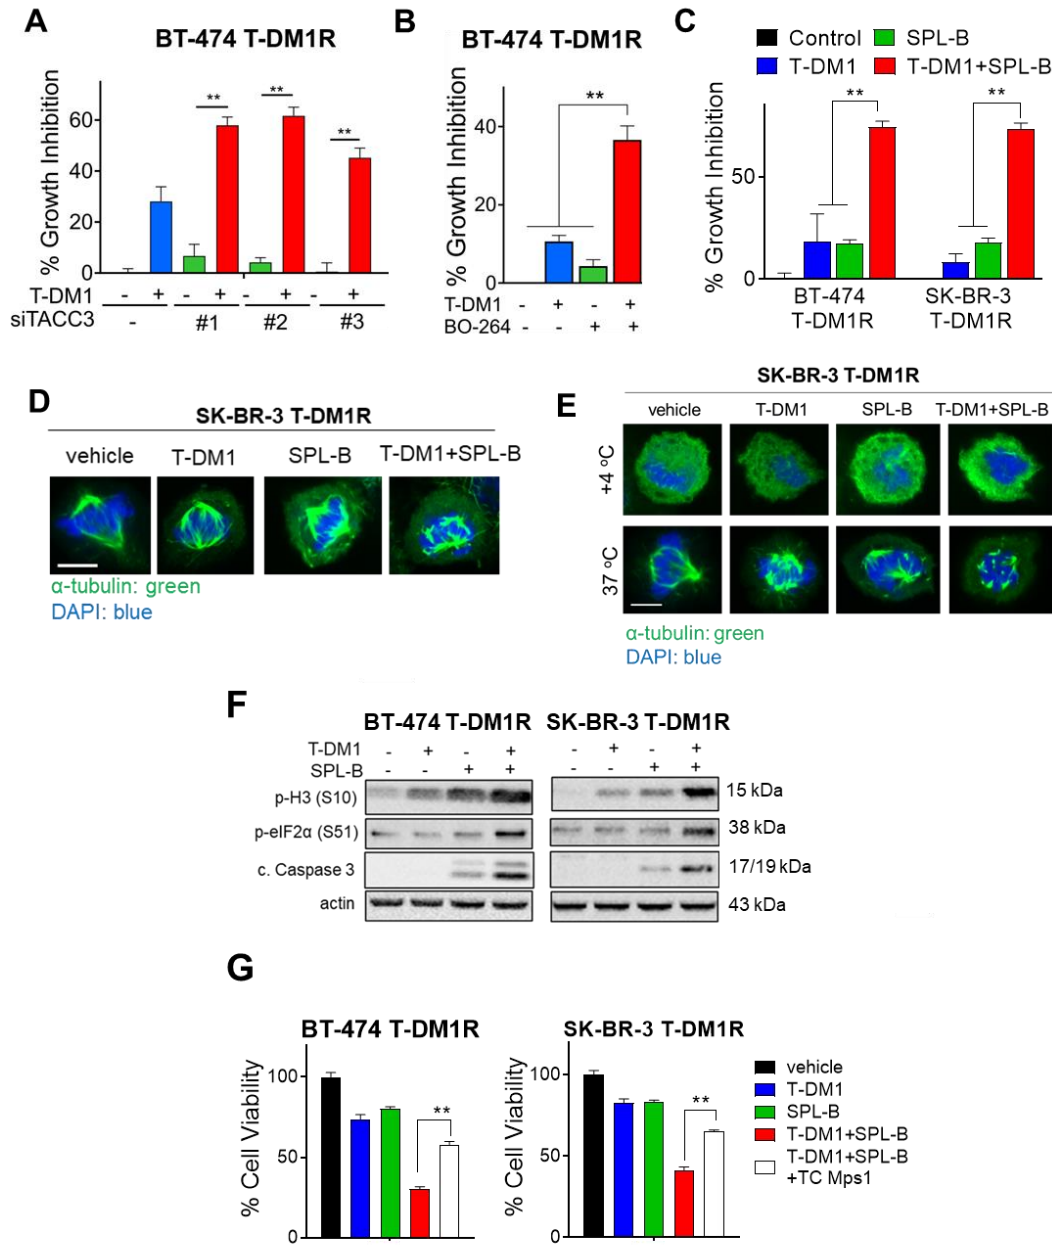 A
BT-474 T-DM1R
% Growth Inhibition
60
40
20
0
T-DM1 - + - + - + - +
siTACC3 - #1 #2 #3
** ** **
B
BT-474 T-DM1R
% Growth Inhibition
40
20
0
**
T-DM1 - + - +
BO-264 - - + +
C
Control SPL-B
T-DM1 T-DM1+SPL-B
% Growth Inhibition
50
0
** **
BT-474 SK-BR-3
T-DM1R T-DM1R
D
SK-BR-3 T-DM1R
vehicle T-DM1 SPL-B T-DM1+SPL-B
α-tubulin: green
DAPI: blue
E
SK-BR-3 T-DM1R
vehicle T-DM1 SPL-B T-DM1+SPL-B
+4 ºC
37 ºC
α-tubulin: green
DAPI: blue
F
BT-474 T-DM1R SK-BR-3 T-DM1R
T-DM1 - + - + - + - +
SPL-B - - + + - - + +
p-H3 (S10) 15 kDa
p-eIF2α (S51) 38 kDa
c. Caspase 3 17/19 kDa
actin 43 kDa
G
BT-474 T-DM1R
% Cell Viability
100
50
0
**
SK-BR-3 T-DM1R
% Cell Viability
100
50
0
**
vehicle
T-DM1
SPL-B
T-DM1+SPL-B
T-DM1+SPL-B
+TC Mps1